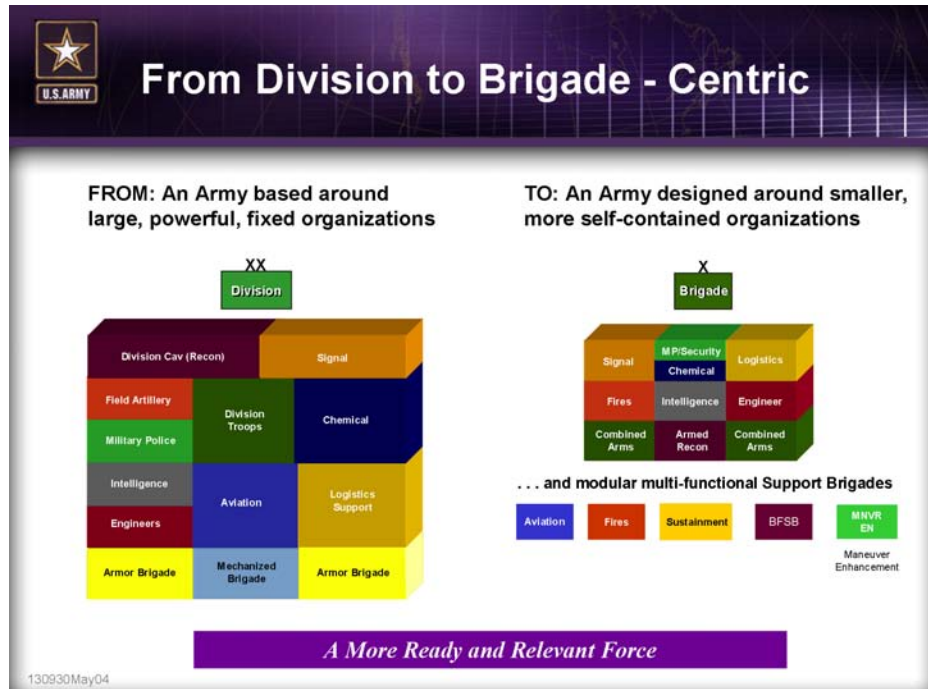 U.S.ARMY
From Division to Brigade - Centric
FROM: An Army based around
large, powerful, fixed organizations
XX
Division
Division Cav (Recon)
Signal
Field Artillery
Military Police
Division
Troops
Chemical
Intelligence
Engineers
Aviation
Logistics
Support
Armor Brigade
Mechanized
Brigade
Armor Brigade
TO: An Army designed around smaller,
more self-contained organizations
X
Brigade
Signal
MP/Security
Chemical
Logistics
Fires
Intelligence
Engineer
Combined
Arms
Armed
Recon
Combined
Arms
. . . and modular multi-functional Support Brigades
Aviation
Fires
Sustainment
BFSB
MNVR
EN
Maneuver
Enhancement
A More Ready and Relevant Force
130930May04